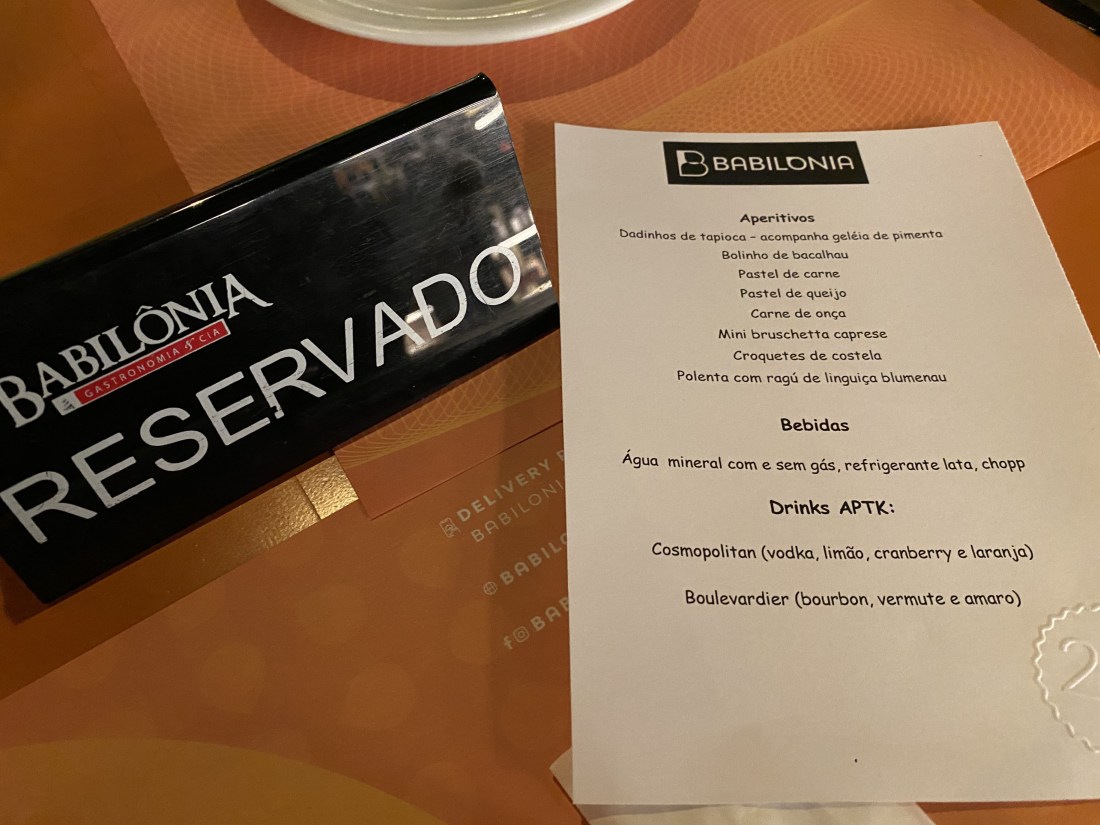 BABILÔNIA
GASTRONOMIA & CIA
RESERVADO
BABILONIA
Aperitivos
Dadinhos de tapioca – acompanha geléia de pimenta
Bolinho de bacalhau
Pastel de carne
Pastel de queijo
Carne de onça
Mini bruschetta caprese
Croquetes de costela
Polenta com ragú de linguiça blumenau
Bebidas
Água mineral com e sem gás, refrigerante lata, chopp
Drinks APTK:
Cosmopolitan (vodka, limão, cranberry e laranja)
Boulevardier (bourbon, vermute e amaro)
DELIVERY